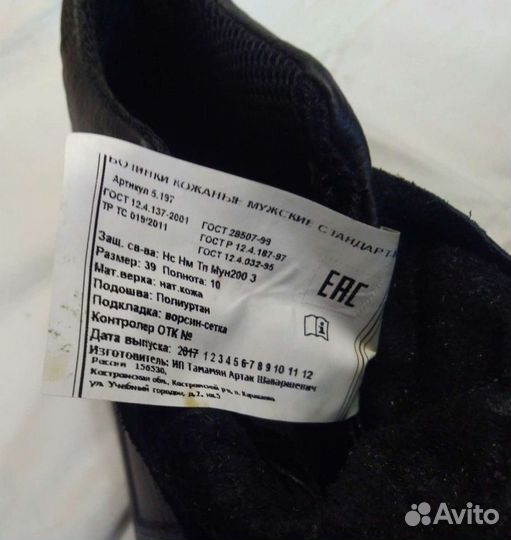 БОТИНКИ КОЖАНЫЕ МУЖСКИЕ СТАНДАРТ
Артикул 5.197
ГОСТ 12.4.137-2001 ГОСТ 28507-99
ТР ТС 019/2011 ГОСТ Р 12.4.187-97
ГОСТ 12.4.032-95
Защ. св-ва: Нс Нм Тп Мун200 З
Размер: 39 Полнота: 10
Мат.верха: нат.кожа
Подошва: Полиуртан
Подкладка: ворсин-сетка
Контролер ОТК №
Дата выпуска: 2017 1 2 3 4 5 6-7 8 9 10 11 12
Изготовитель: ИП Тамамян Артак Шаваршевич
Россия 156530,
Костромская обл., Костромской р-н, п. Караваево
ул. Учебный городок, д.2, кв.5
EAC
i
Avito